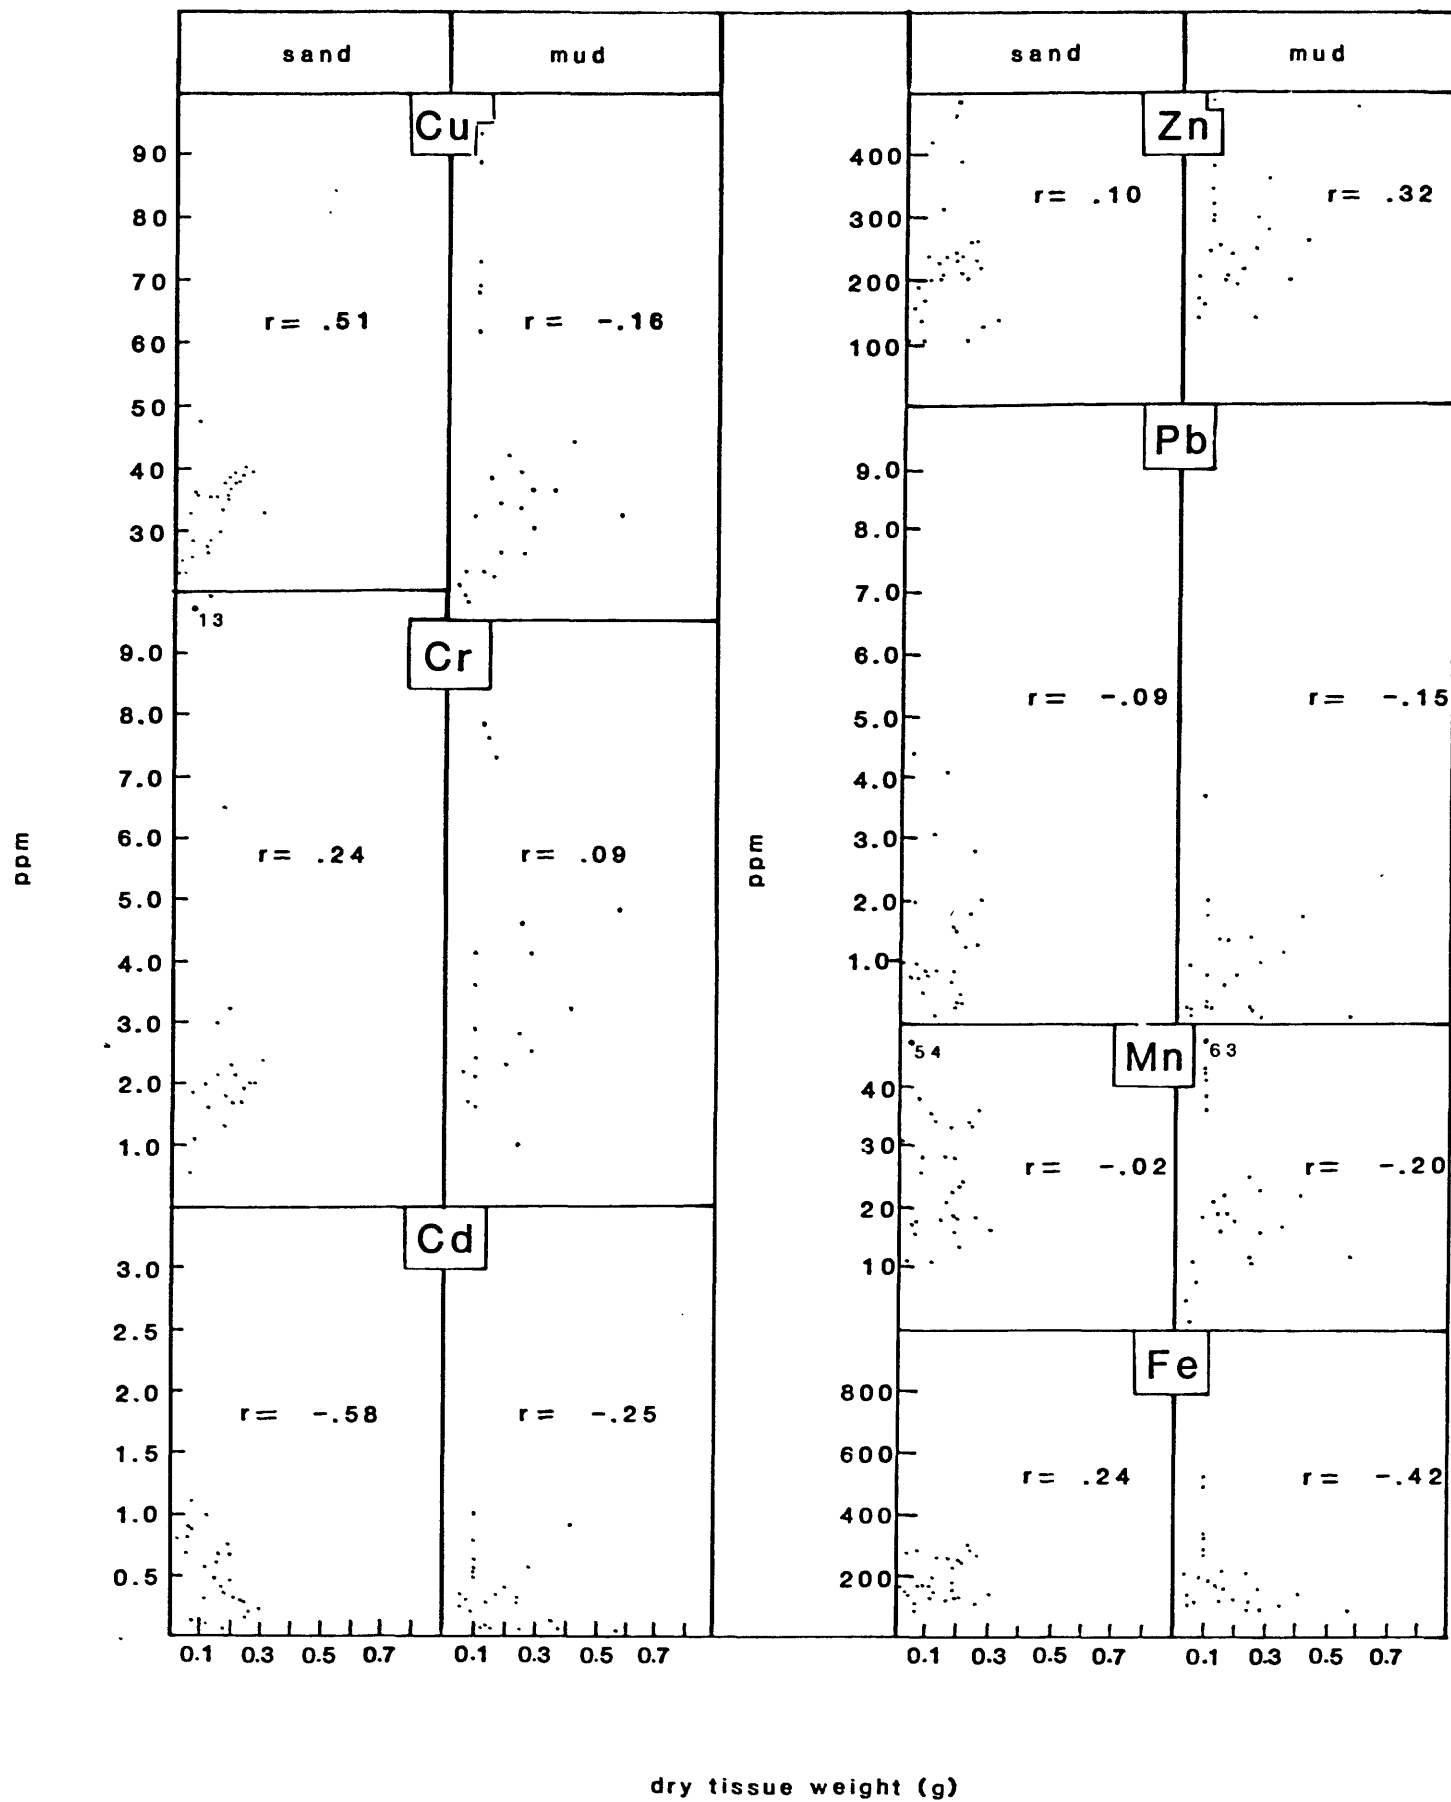 sand mud
Cu
90
80
70
r= .51 r= -.16
60
50
40
30
13
Cr
9.0
8.0
7.0
6.0
r= .24 r= .09
5.0
4.0
3.0
2.0
1.0
Cd
3.0
2.5
2.0
r= -.58 r= -.25
1.5
1.0
0.5
0.1 0.3 0.5 0.7 0.1 0.3 0.5 0.7
ppm
sand mud
Zn
400
r= .10 r= .32
300
200
100
Pb
9.0
8.0
7.0
6.0
r= -.09 r= -.15
5.0
4.0
3.0
2.0
1.0
54 Mn 63
40
30
r= -.02 r= -.20
20
10
Fe
800
600
r= .24 r= -.42
400
200
0.1 0.3 0.5 0.7 0.1 0.3 0.5 0.7
ppm
dry tissue weight (g)